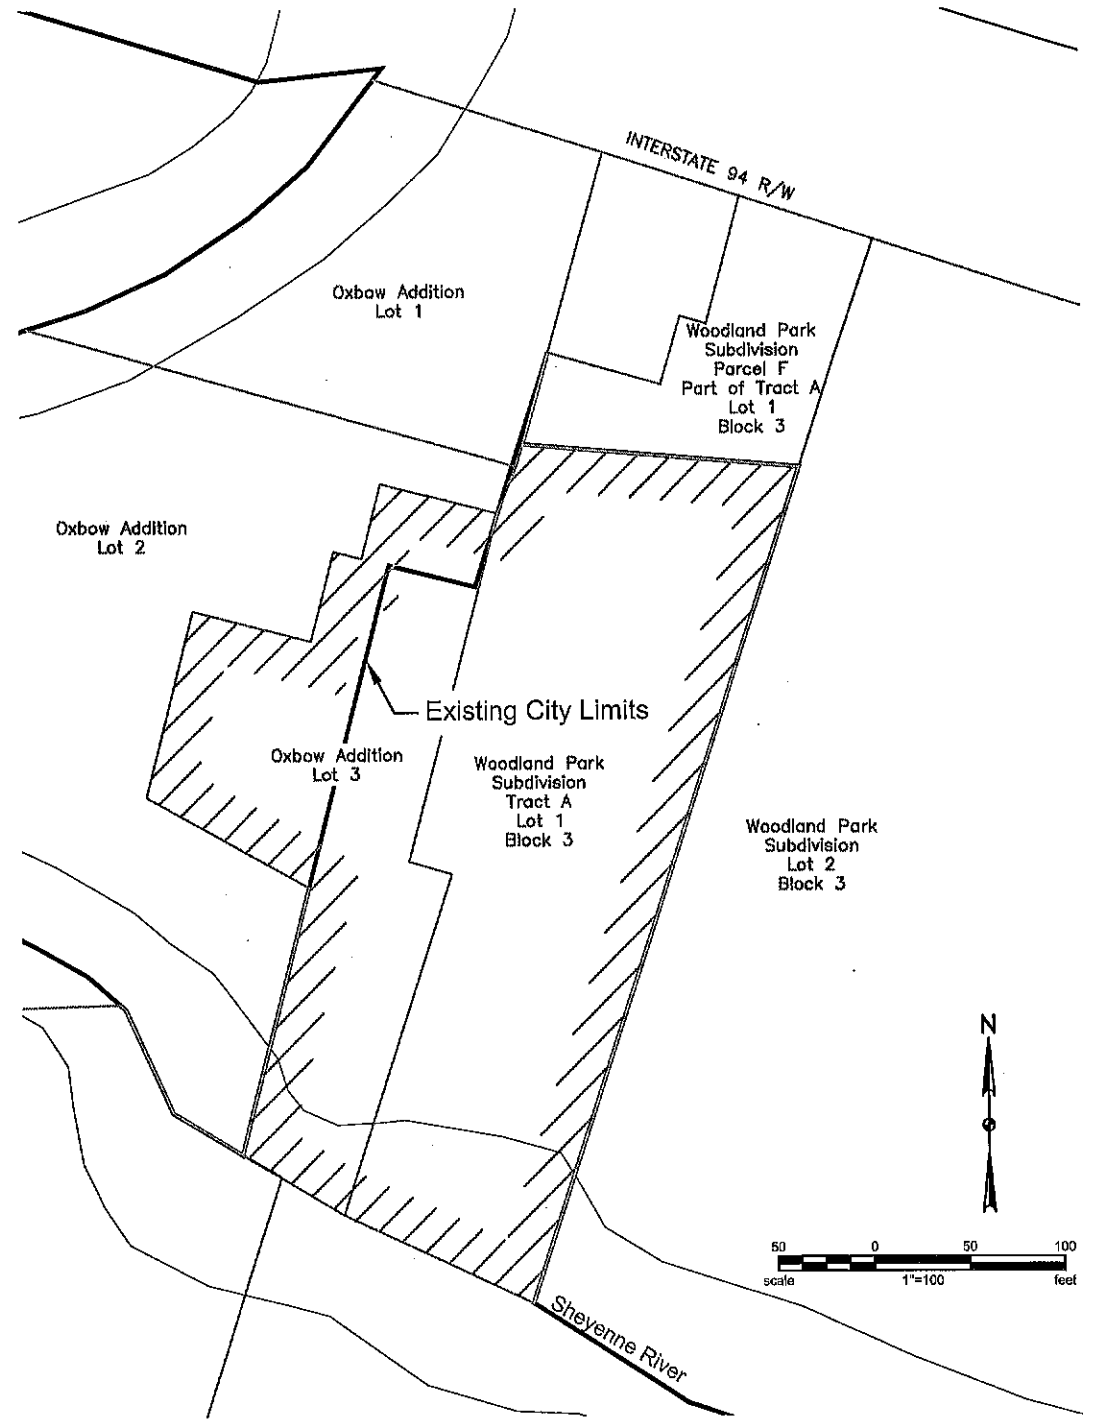 INTERSTATE 94 R/W
Oxbow Addition
Lot 1
Woodland Park
Subdivision
Parcel F
Part of Tract A
Lot 1
Block 3
Oxbow Addition
Lot 2
Existing City Limits
Oxbow Addition
Lot 3
Woodland Park
Subdivision
Tract A
Lot 1
Block 3
Woodland Park
Subdivision
Lot 2
Block 3
N
50 0 50 100
scale 1"=100 feet
Sheyenne River